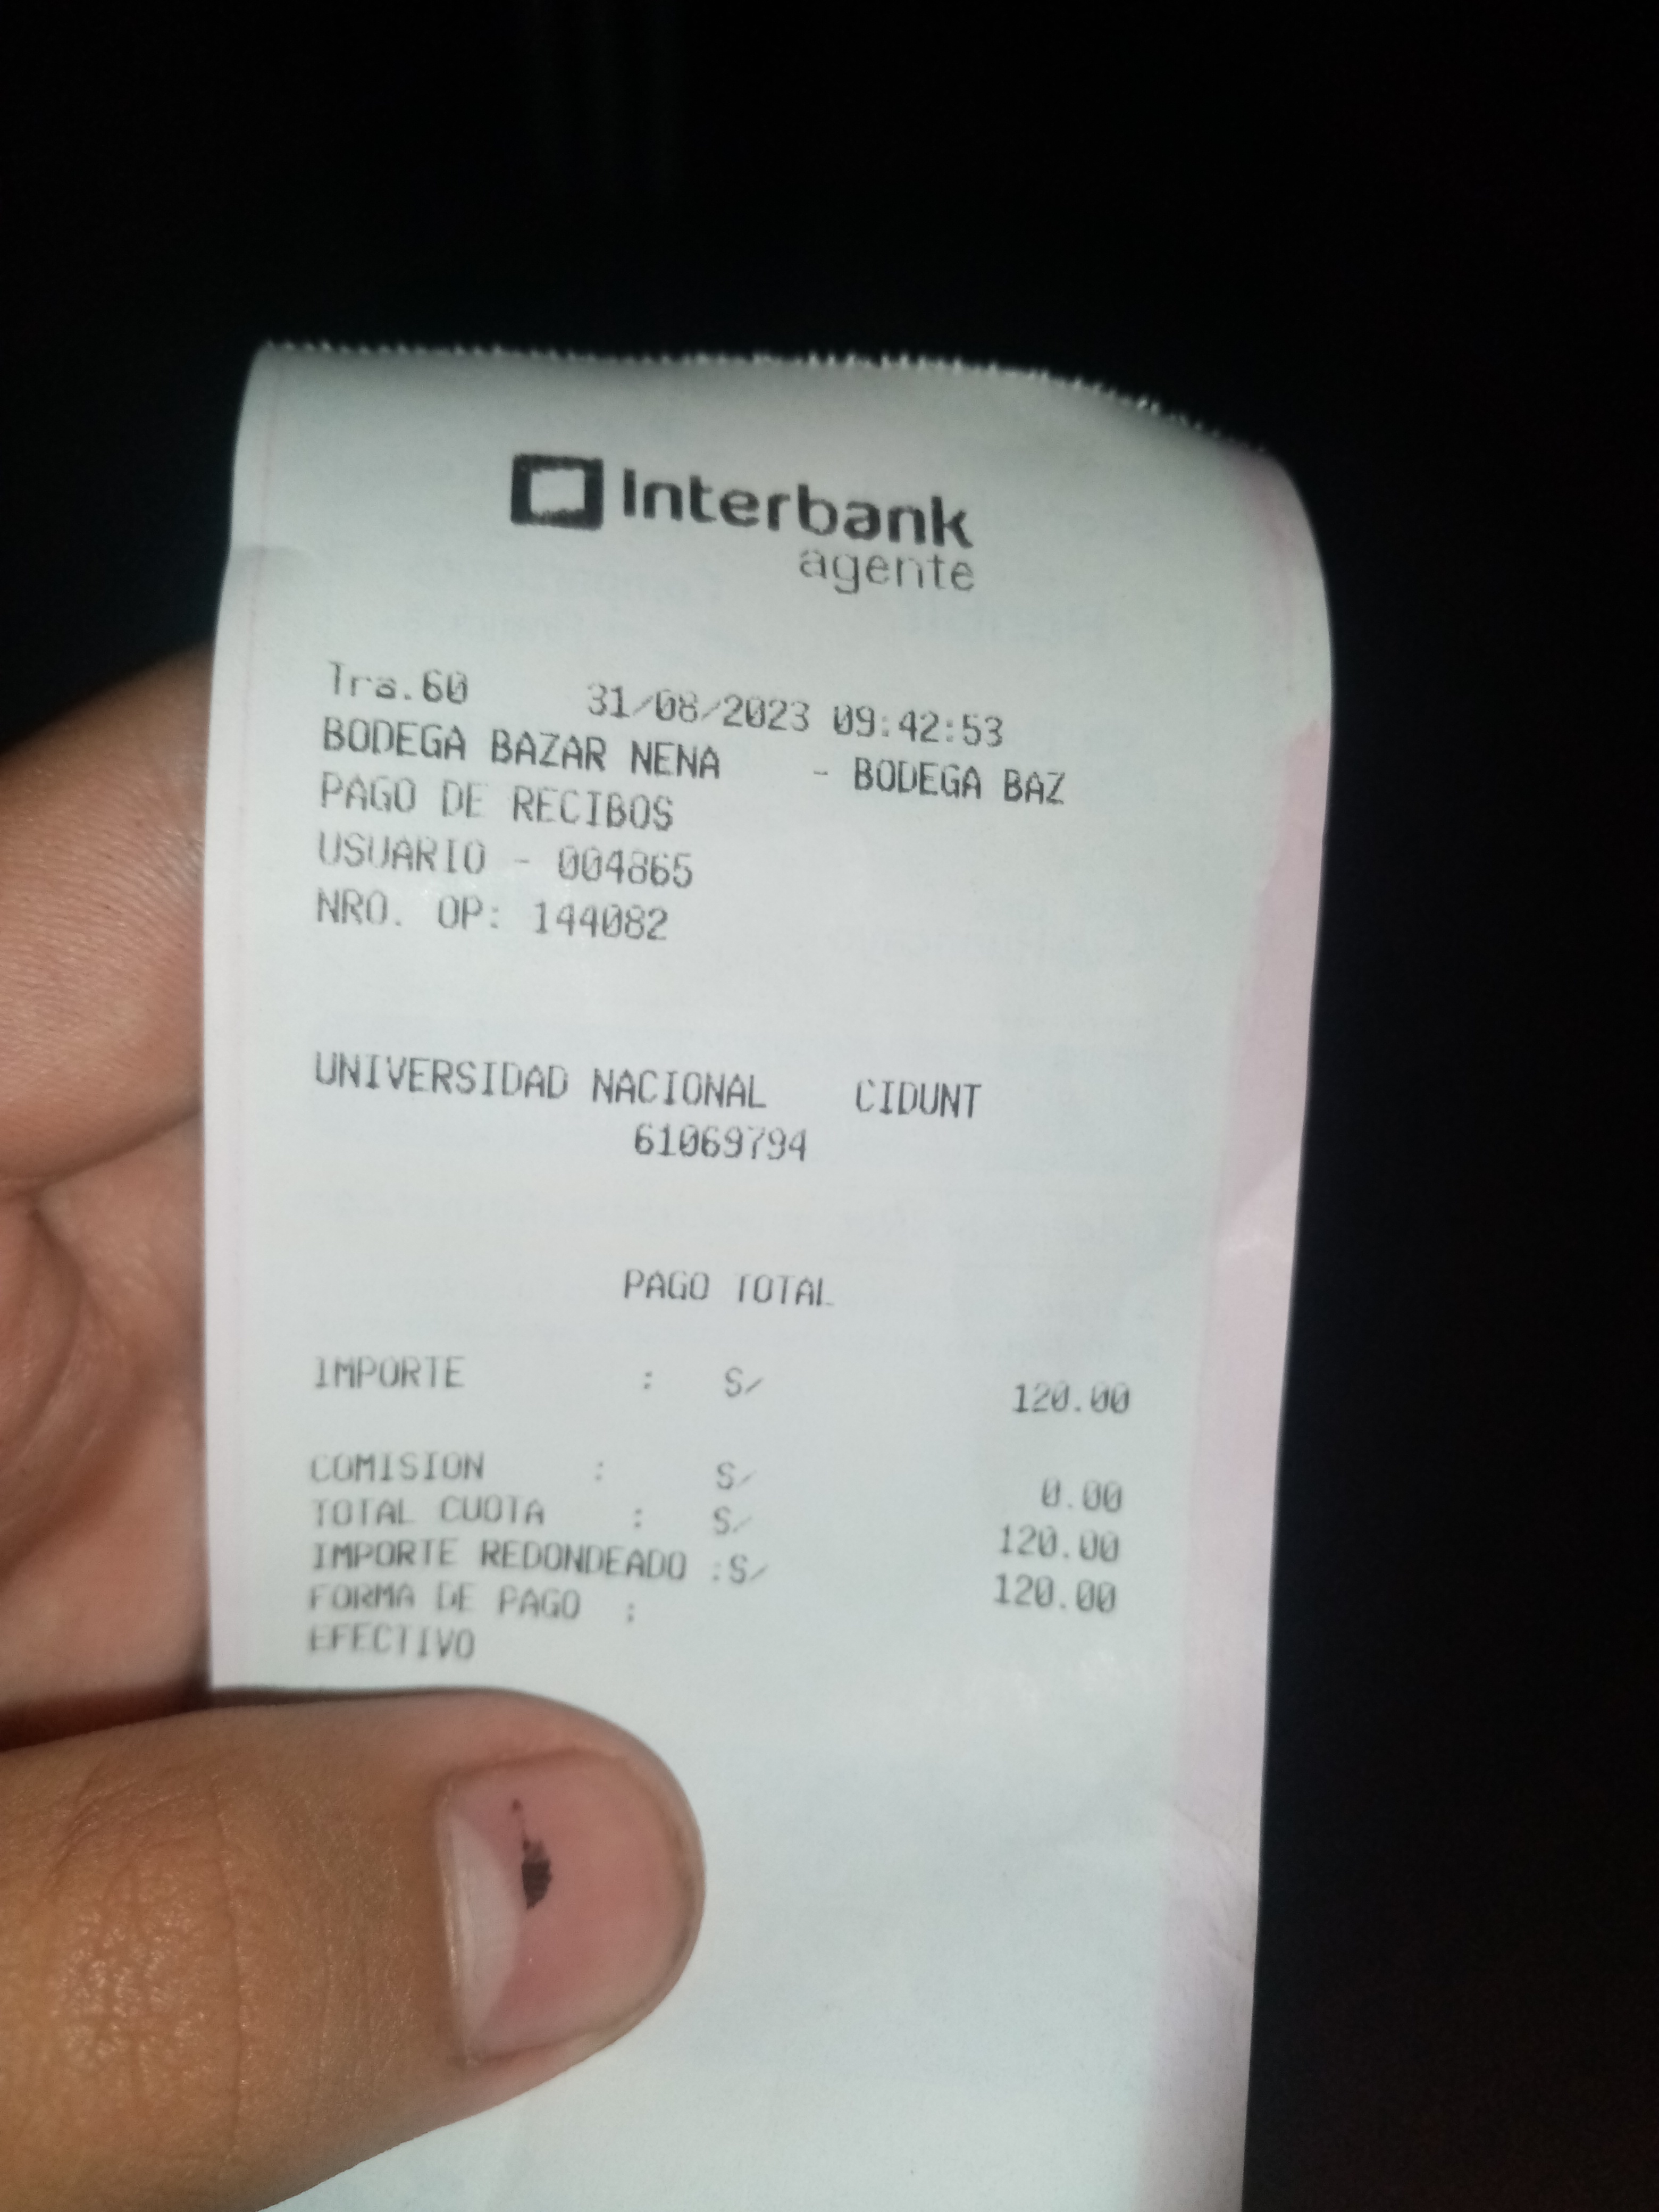 Interbank
agente
Tra.60 31/08/2023 09:42:53
BODEGA BAZAR NENA - BODEGA BAZ
PAGO DE RECIBOS
USUARIO - 004865
NRO. OP: 144082
UNIVERSIDAD NACIONAL CIDUNT
61069794
PAGO TOTAL
IMPORTE : S/ 120.00
COMISION : S/ 0.00
TOTAL CUOTA : S/ 120.00
IMPORTE REDONDEADO :S/ 120.00
FORMA DE PAGO :
EFECTIVO